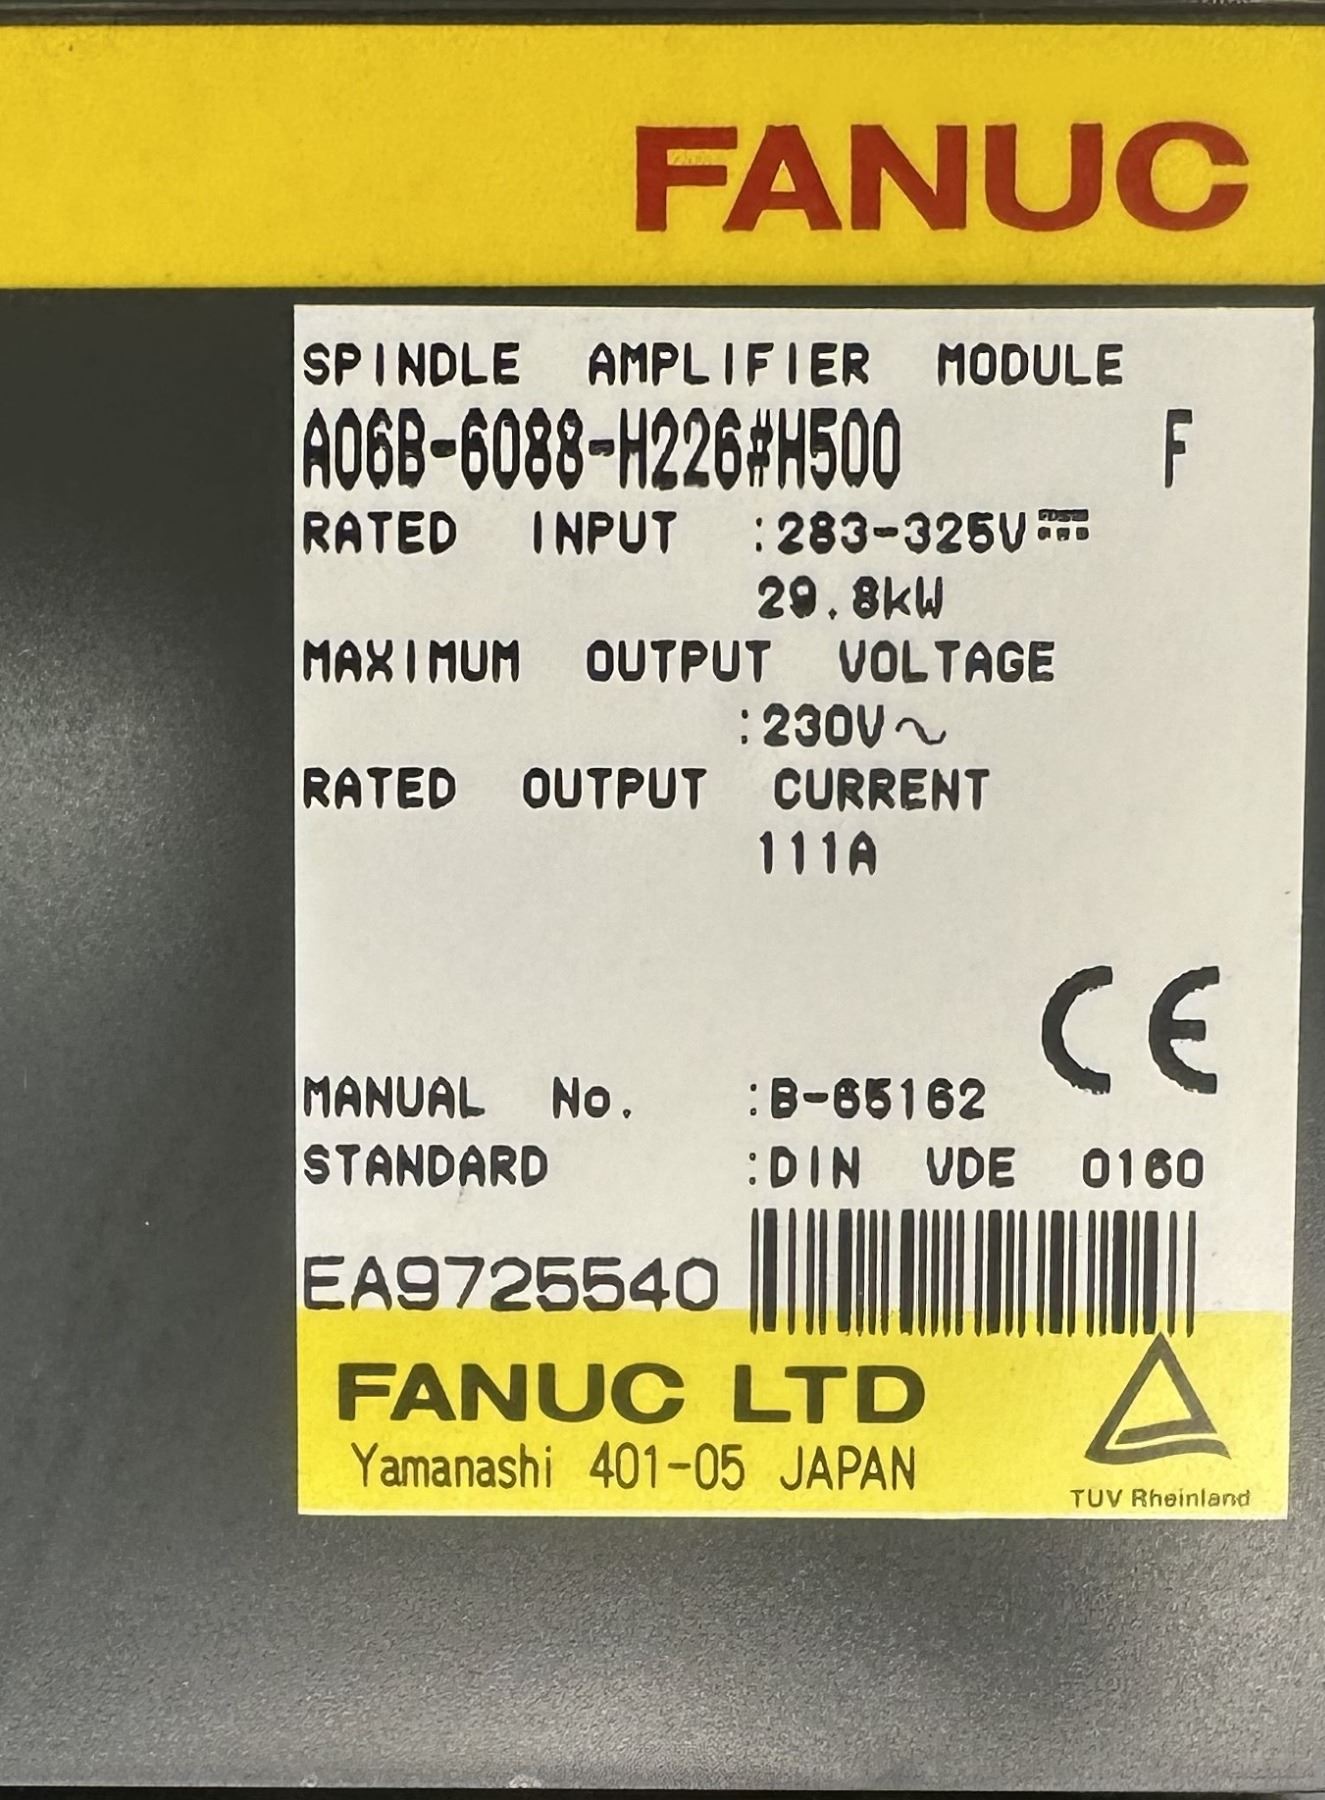 FANUC
SPINDLE AMPLIFIER MODULE
A06B-6088-H226#H500 F
RATED INPUT :283-325V⎓
29.8kW
MAXIMUM OUTPUT VOLTAGE
:230V~
RATED OUTPUT CURRENT
111A
CE
MANUAL No. :B-65162
STANDARD :DIN VDE 0160
EA9725540
FANUC LTD
Yamanashi 401-05 JAPAN
TUV Rheinland